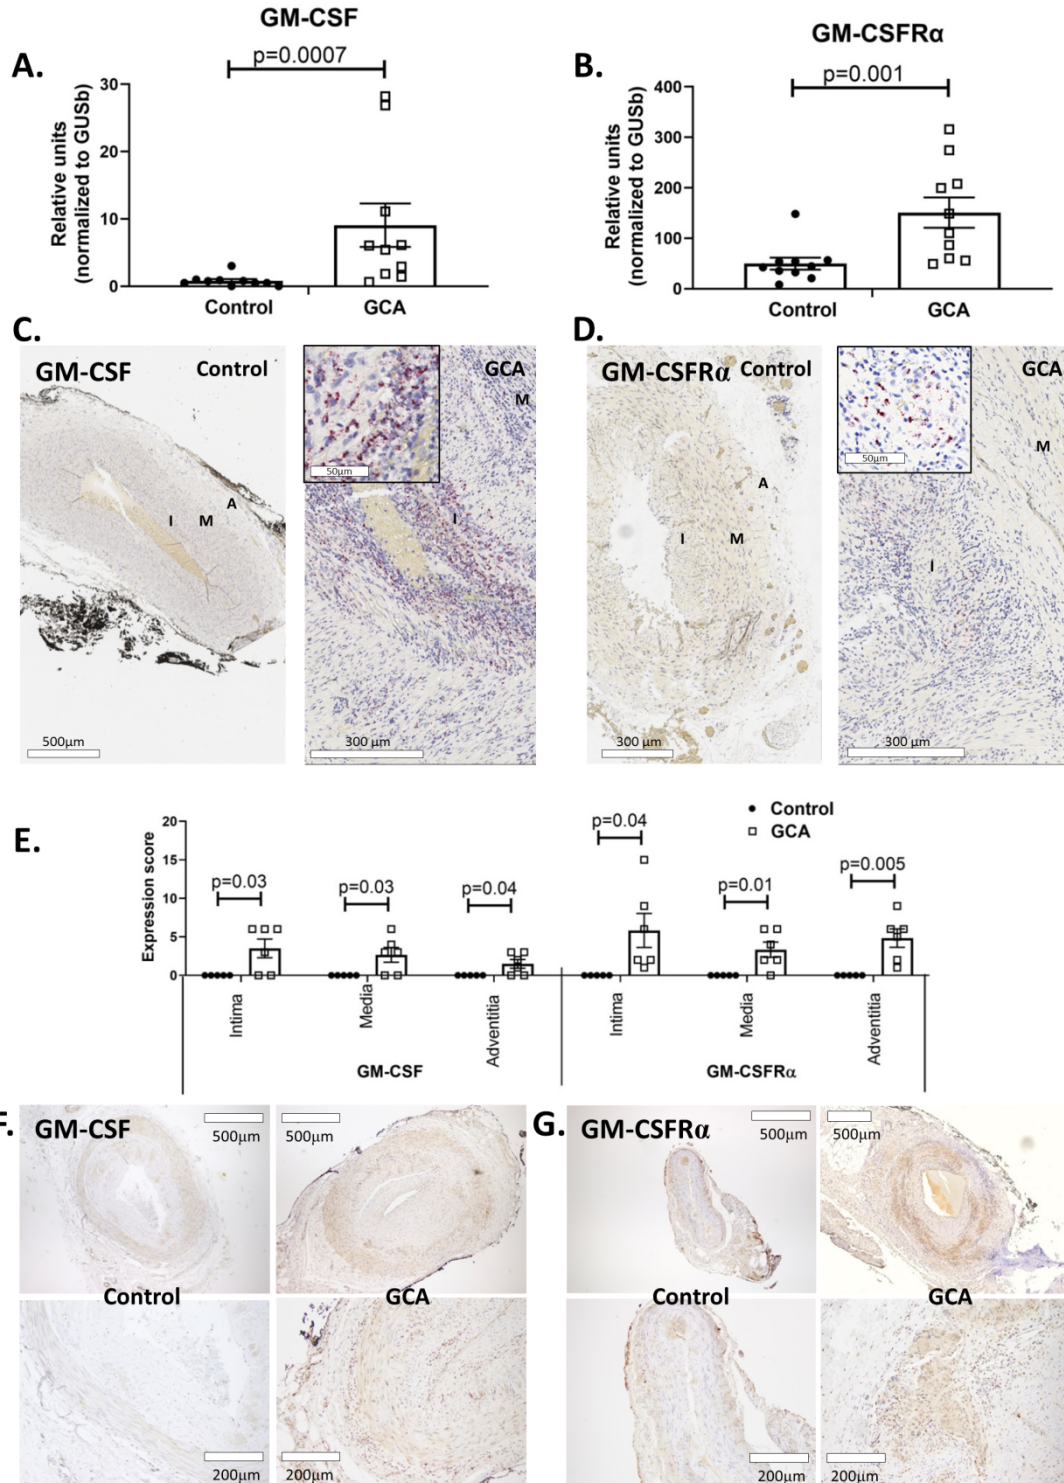 GM-CSF
A.
p=0.0007
Relative units
(normalized to GUSb)
30
20
10
0
Control
GCA
GM-CSFRα
B.
p=0.001
Relative units
(normalized to GUSb)
400
300
200
100
0
Control
GCA
C.
GM-CSF
Control
I
M
A
500μm
GCA
M
50μm
I
300 μm
D.
GM-CSFRα
Control
A
I
M
300 μm
GCA
M
50μm
I
300 μm
E.
Control
GCA
Expression score
20
15
10
5
0
p=0.03
p=0.03
p=0.04
p=0.04
p=0.01
p=0.005
Intima
Media
Adventitia
Intima
Media
Adventitia
GM-CSF
GM-CSFRα
F.
GM-CSF
500μm
500μm
Control
GCA
200μm
200μm
G.
GM-CSFRα
500μm
500μm
Control
GCA
200μm
200μm